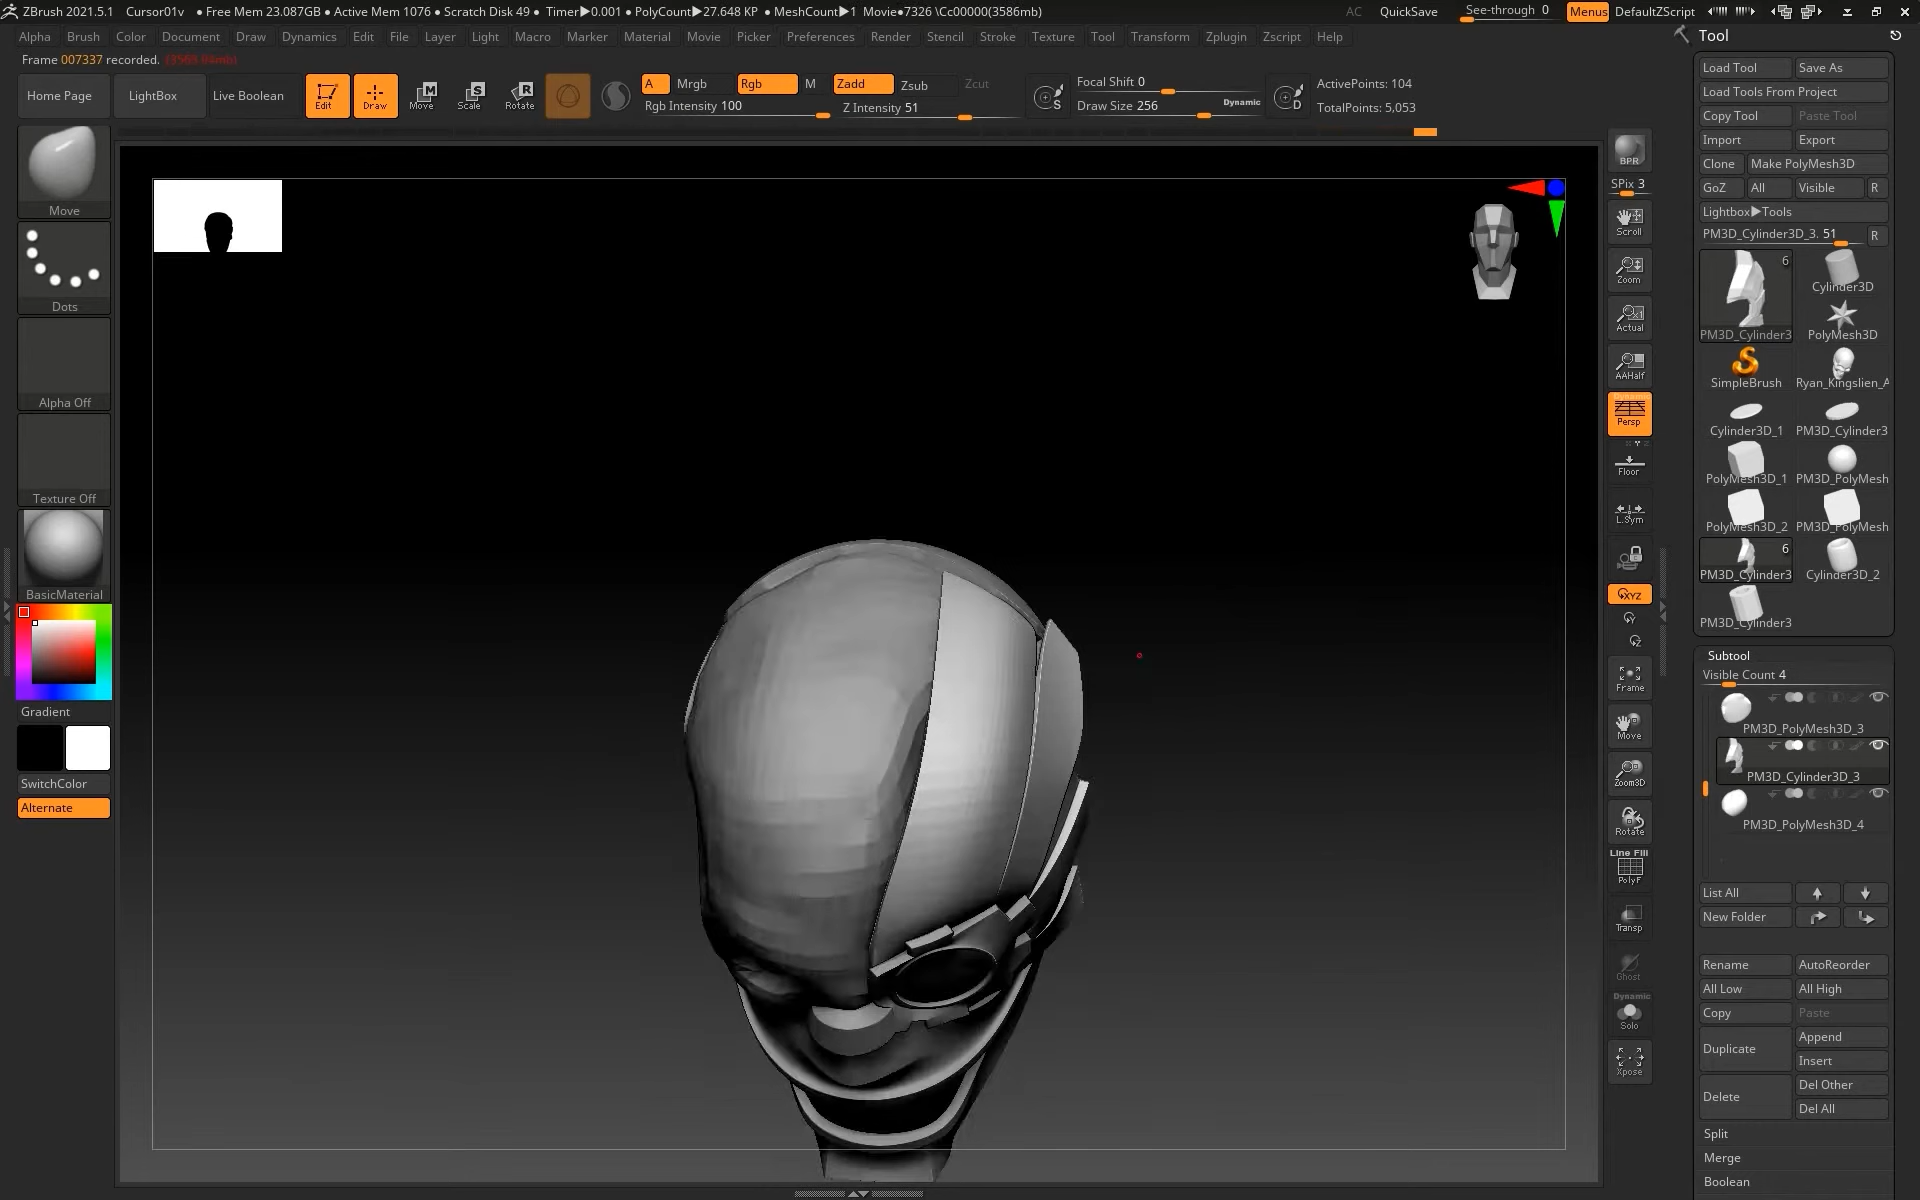 ZBrush 2021.5.1 Cursor01v • Free Mem 23.087GB • Active Mem 1076 • Scratch Disk 49 • Timer▶0.001 • PolyCount▶27.648 KP • MeshCount▶1 Movie•7326 \Cc00000(3586mb)
AC QuickSave See-through 0 Menus DefaultZScript
Alpha Brush Color Document Draw Dynamics Edit File Layer Light Macro Marker Material Movie Picker Preferences Render Stencil Stroke Texture Tool Transform Zplugin Zscript Help
Tool
Frame 007337 recorded.
Home Page LightBox Live Boolean Edit Draw Move Scale Rotate
A Mrgb Rgb M Zadd Zsub Zcut
Rgb Intensity 100 Z Intensity 51
Focal Shift 0
Draw Size 256 Dynamic
ActivePoints: 104
TotalPoints: 5,053
Move
Dots
Alpha Off
Texture Off
BasicMaterial
Gradient
SwitchColor
Alternate
BPR
SPix 3
Scroll
Zoom
Actual
AAHalf
Dynamic
Persp
Floor
L.Sym
XYZ
Y
Z
Frame
Move
Zoom3D
Rotate
Line Fill
PolyF
Transp
Ghost
Dynamic
Solo
Xpose
Load Tool Save As
Load Tools From Project
Copy Tool Paste Tool
Import Export
Clone Make PolyMesh3D
GoZ All Visible R
Lightbox▶Tools
PM3D_Cylinder3D_3. 51 R
6
Cylinder3D
PM3D_Cylinder3 PolyMesh3D
SimpleBrush Ryan_Kingslien_A
Cylinder3D_1 PM3D_Cylinder3
PolyMesh3D_1 PM3D_PolyMesh
PolyMesh3D_2 PM3D_PolyMesh
6
PM3D_Cylinder3 Cylinder3D_2
PM3D_Cylinder3
Subtool
Visible Count 4
PM3D_PolyMesh3D_3
PM3D_Cylinder3D_3
PM3D_PolyMesh3D_4
List All
New Folder
Rename AutoReorder
All Low All High
Copy Paste
Duplicate Append
Insert
Delete Del Other
Del All
Split
Merge
Boolean